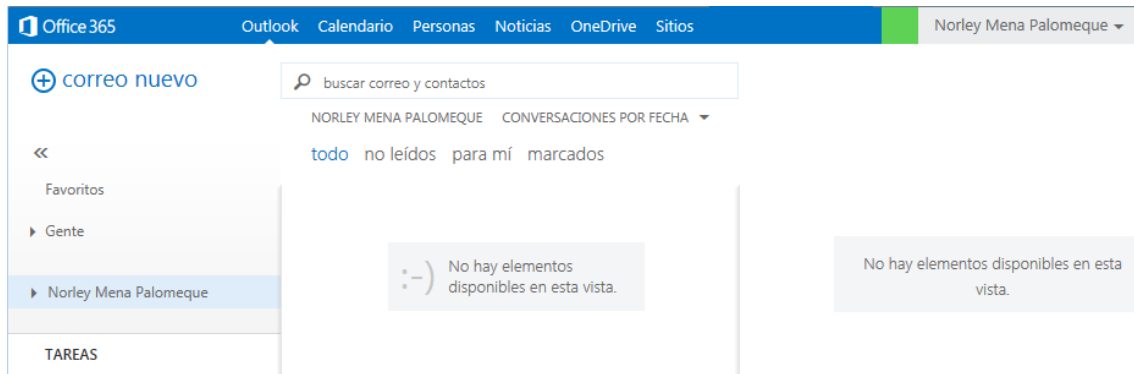 Office 365 Outlook Calendario Personas Noticias OneDrive Sitios Norley Mena Palomeque
correo nuevo
buscar correo y contactos
NORLEY MENA PALOMEQUE CONVERSACIONES POR FECHA
todo no leídos para mí marcados
Favoritos
Gente
Norley Mena Palomeque
TAREAS
:-) No hay elementos
disponibles en esta vista.
No hay elementos disponibles en esta
vista.